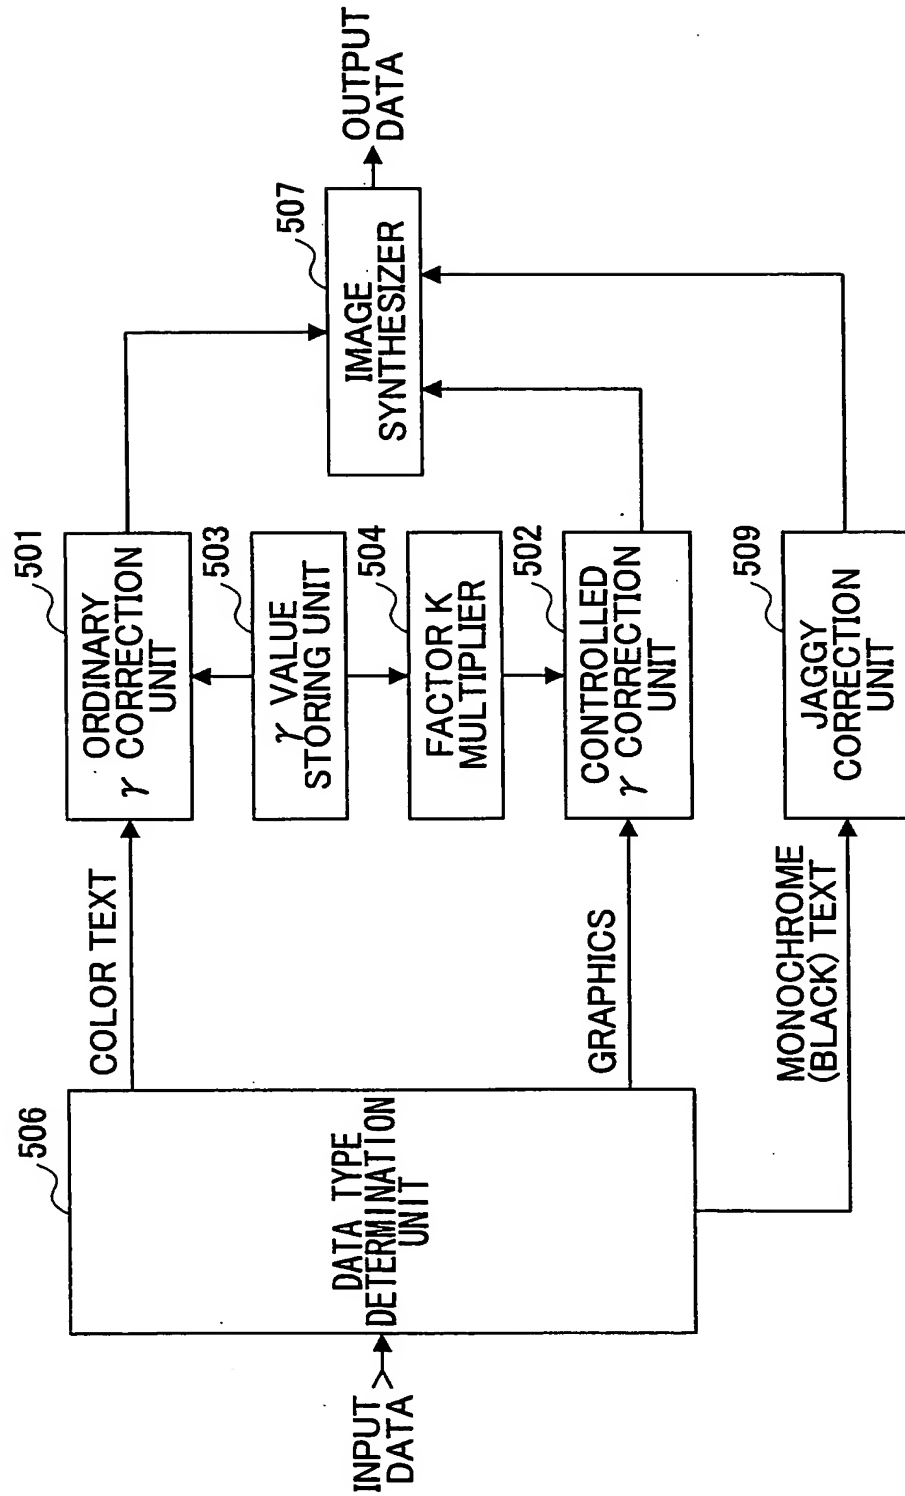 INPUT
DATA
506
DATA TYPE
DETERMINATION
UNIT
COLOR TEXT
GRAPHICS
MONOCHROME
(BLACK) TEXT
501
ORDINARY
γ CORRECTION
UNIT
503
γ VALUE
STORING UNIT
504
FACTOR K
MULTIPLIER
502
CONTROLLED
γ CORRECTION
UNIT
509
JAGGY
CORRECTION
UNIT
507
IMAGE
SYNTHESIZER
OUTPUT
DATA